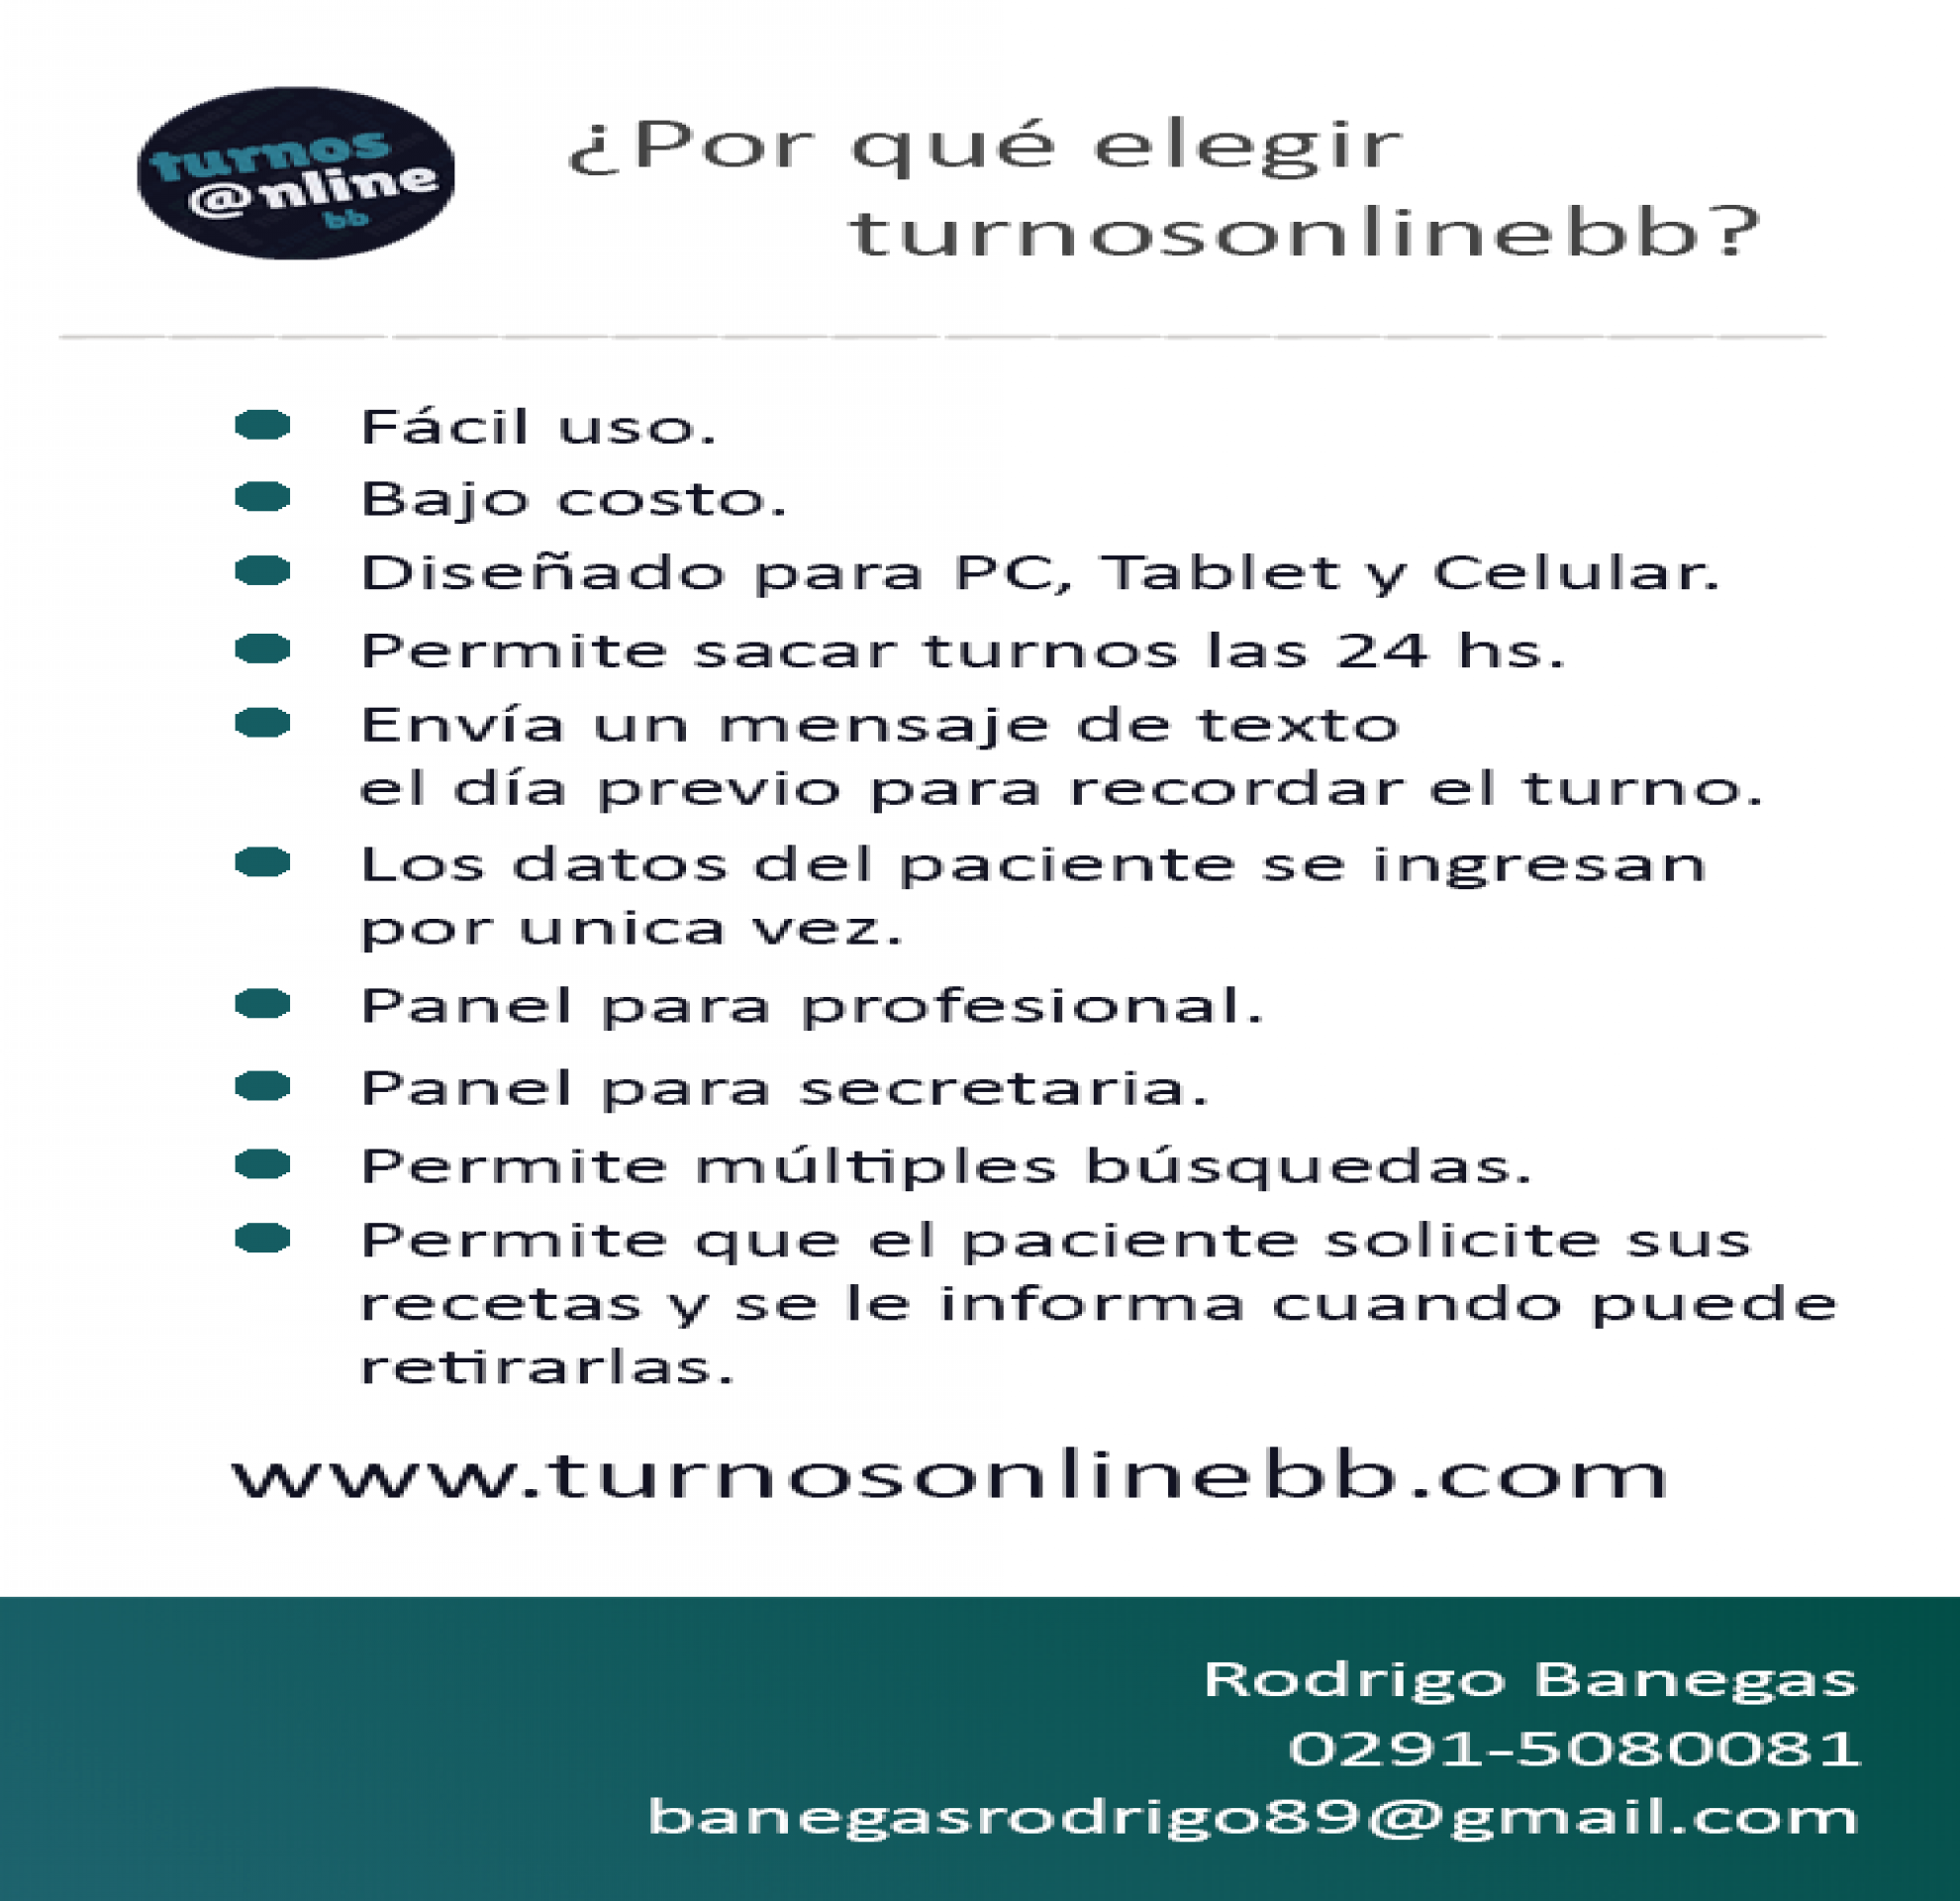 turnos
@nline
bb
¿Por qué elegir
turnosonlinebb?
Fácil uso.
Bajo costo.
Diseñado para PC, Tablet y Celular.
Permite sacar turnos las 24 hs.
Envía un mensaje de texto
el día previo para recordar el turno.
Los datos del paciente se ingresan
por unica vez.
Panel para profesional.
Panel para secretaria.
Permite múltiples búsquedas.
Permite que el paciente solicite sus
recetas y se le informa cuando puede
retirarlas.
www.turnosonlinebb.com
Rodrigo Banegas
0291-5080081
banegasrodrigo89@gmail.com